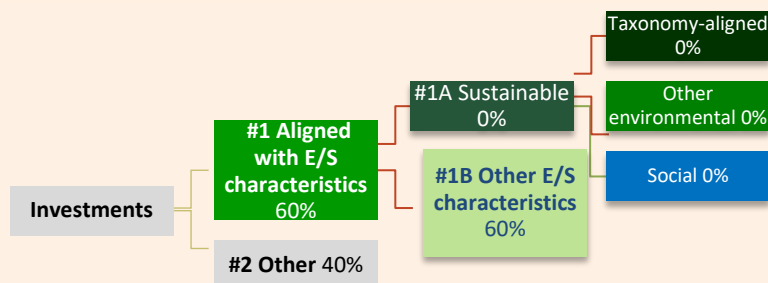 Investments
#1 Aligned
with E/S
characteristics
60%
#2 Other 40%
#1A Sustainable
0%
#1B Other E/S
characteristics
60%
Taxonomy-aligned
0%
Other
environmental 0%
Social 0%